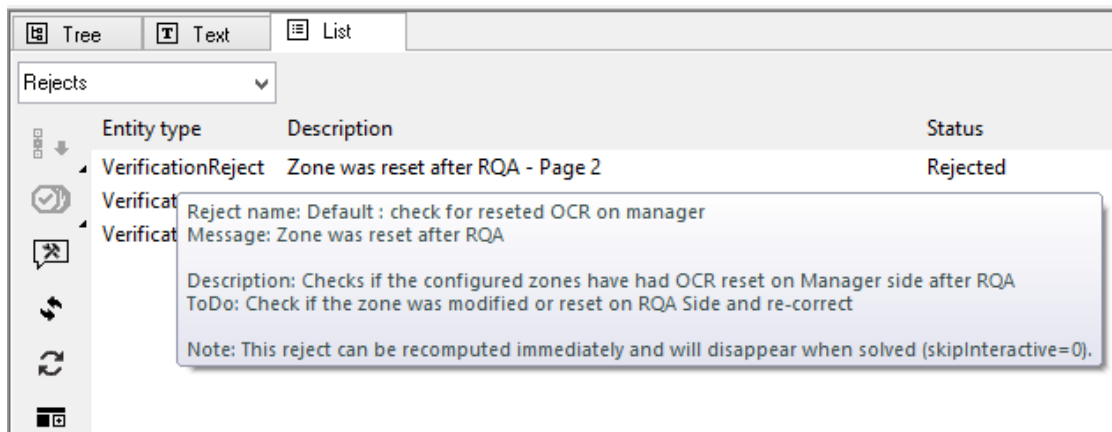 Tree Text List
Rejects
Entity type Description Status
VerificationReject Zone was reset after RQA - Page 2 Rejected
Verificat
Verificat
Reject name: Default : check for reseted OCR on manager
Message: Zone was reset after RQA
Description: Checks if the configured zones have had OCR reset on Manager side after RQA
ToDo: Check if the zone was modified or reset on RQA Side and re-correct
Note: This reject can be recomputed immediately and will disappear when solved (skipInteractive=0).